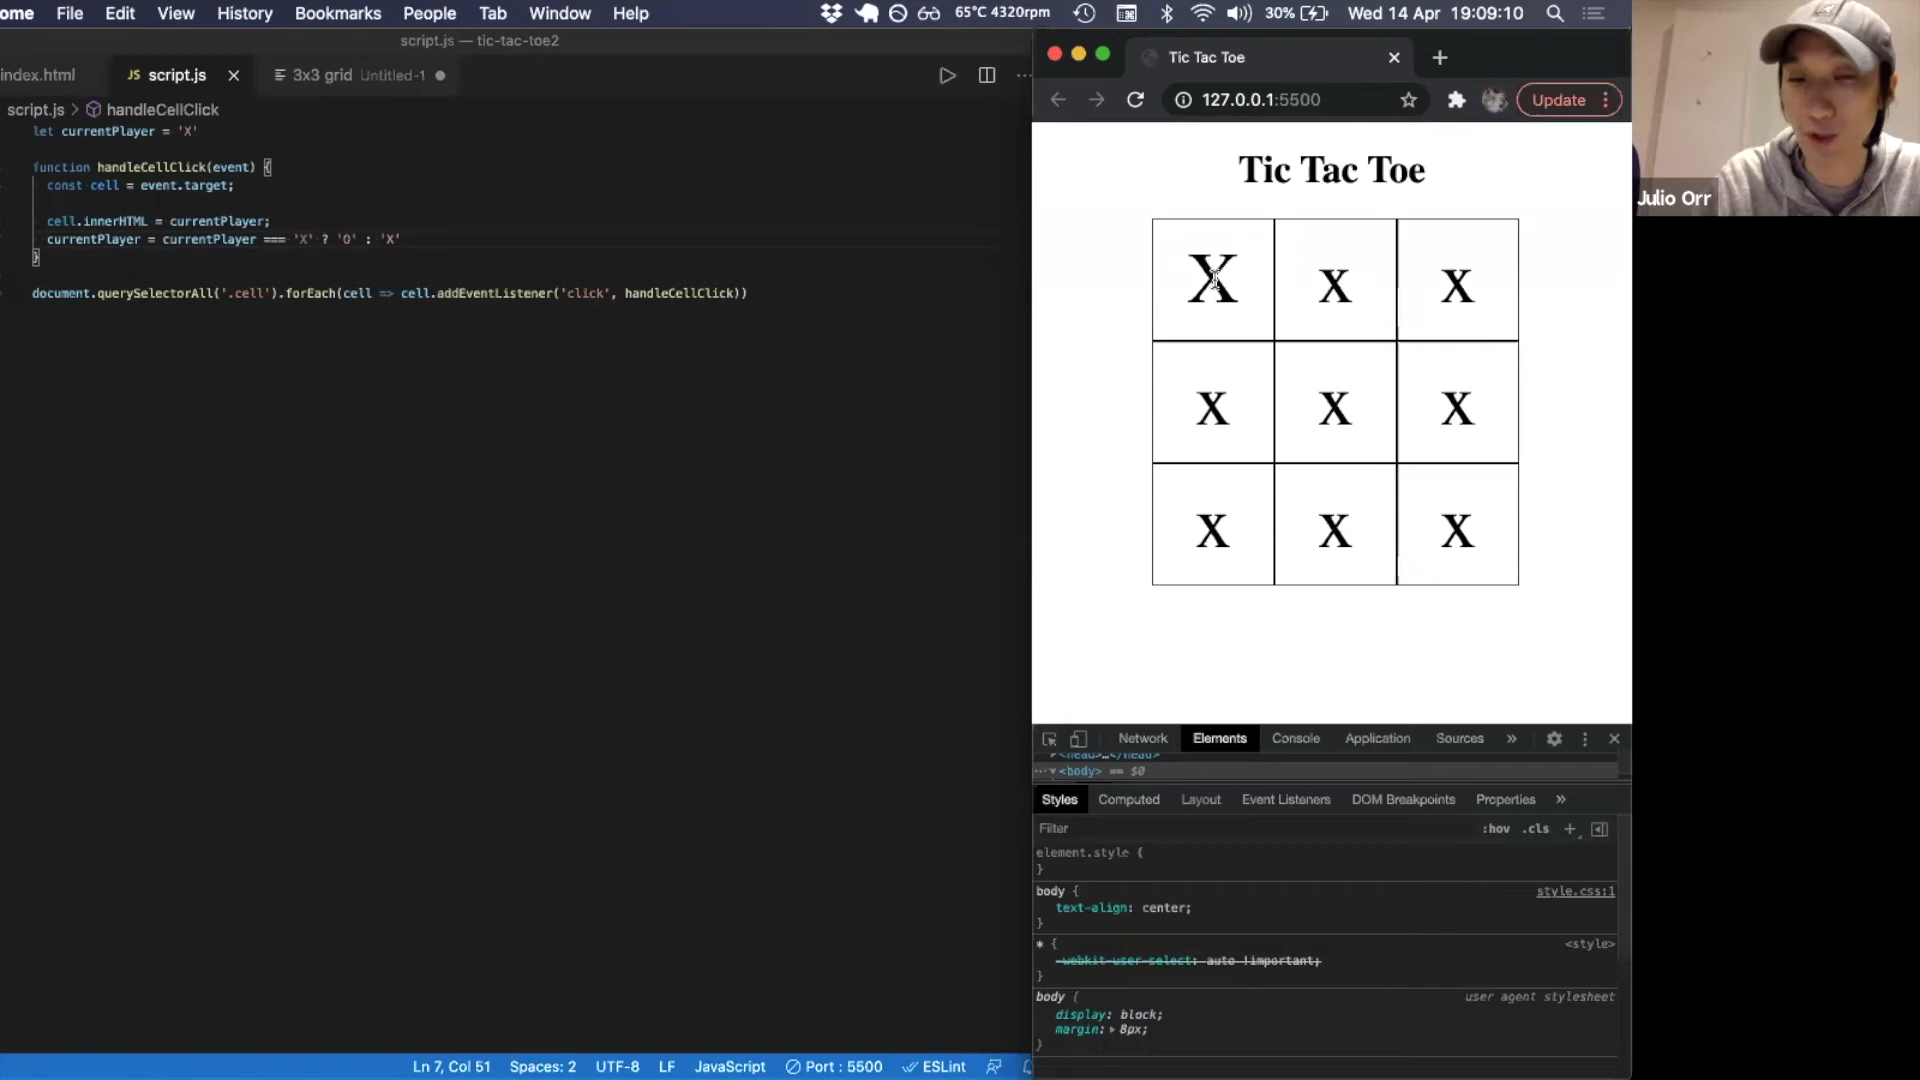 ome File Edit View History Bookmarks People Tab Window Help 65°C 4320rpm 30% Wed 14 Apr 19:09:10
script.js — tic-tac-toe2
index.html JS script.js 3x3 grid Untitled-1
script.js > handleCellClick
let currentPlayer = 'X'
function handleCellClick(event) {
const cell = event.target;
cell.innerHTML = currentPlayer;
currentPlayer = currentPlayer === 'X' ? 'O' : 'X'
}
document.querySelectorAll('.cell').forEach(cell => cell.addEventListener('click', handleCellClick))
Ln 7, Col 51 Spaces: 2 UTF-8 LF JavaScript Port : 5500 ESLint
Tic Tac Toe
127.0.0.1:5500 Update
Tic Tac Toe
X X X
X X X
X X X
Network Elements Console Application Sources »
<head>…</head>
<body> == $0
Styles Computed Layout Event Listeners DOM Breakpoints Properties »
Filter :hov .cls +
element.style {
}
body { style.css:1
text-align: center;
}
* { <style>
-webkit-user-select: auto !important;
}
body { user agent stylesheet
display: block;
margin: 8px;
}
Julio Orr